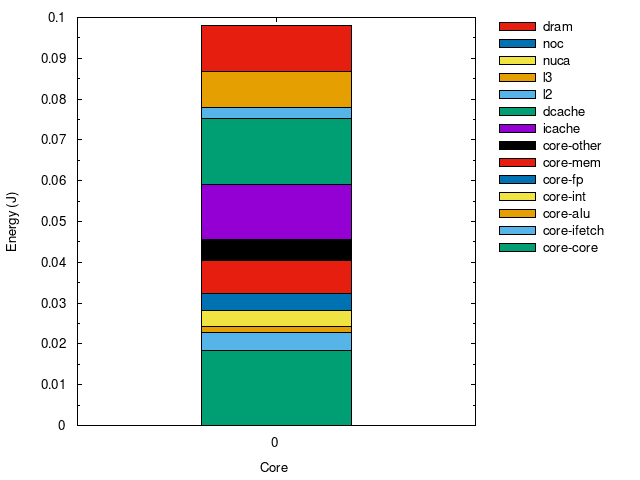 0.1
0.09
0.08
0.07
0.06
0.05
0.04
0.03
0.02
0.01
0
Energy (J)
0
Core
dram
noc
nuca
l3
l2
dcache
icache
core-other
core-mem
core-fp
core-int
core-alu
core-ifetch
core-core